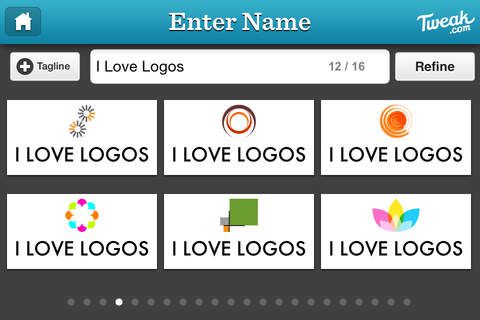 Enter Name
Tweak
.com
Tagline
I Love Logos
12 / 16
Refine
I LOVE LOGOS
I LOVE LOGOS
I LOVE LOGOS
I LOVE LOGOS
I LOVE LOGOS
I LOVE LOGOS